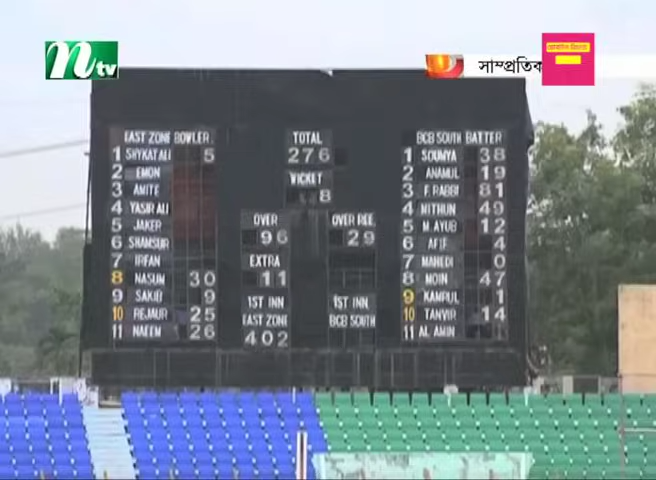 Ntv
সাম্প্রতিক
EAST ZONE BOWLER
1 SHYKAT ALI 5
2 EMON
3 AMITE
4 YASIR ALI
5 JAKER
6 SHAMSUR
7 IRFAN
8 NASUM 30
9 SAKIB 9
10 REJAUR 25
11 NAEEM 26
TOTAL
276
WICKET
8
OVER
96
OVER REE
29
EXTRA
11
1ST INN
EAST ZONE
402
1ST INN
BCB SOUTH
BCB SOUTH BATTER
1 SOUMYA 38
2 ANAMUL 19
3 F.RABBI 81
4 MITHUN 49
5 M.AYUB 12
6 AFIF 4
7 MAHEDI 0
8 MOIN 47
9 KAMRUL 1
10 TANVIR 14
11 AL AMIN